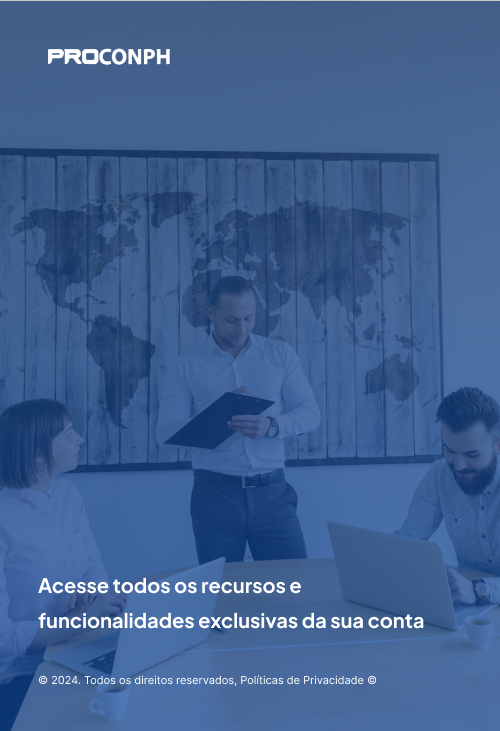 PROCONPH
Acesse todos os recursos e
funcionalidades exclusivas da sua conta
© 2024. Todos os direitos reservados, Políticas de Privacidade ©